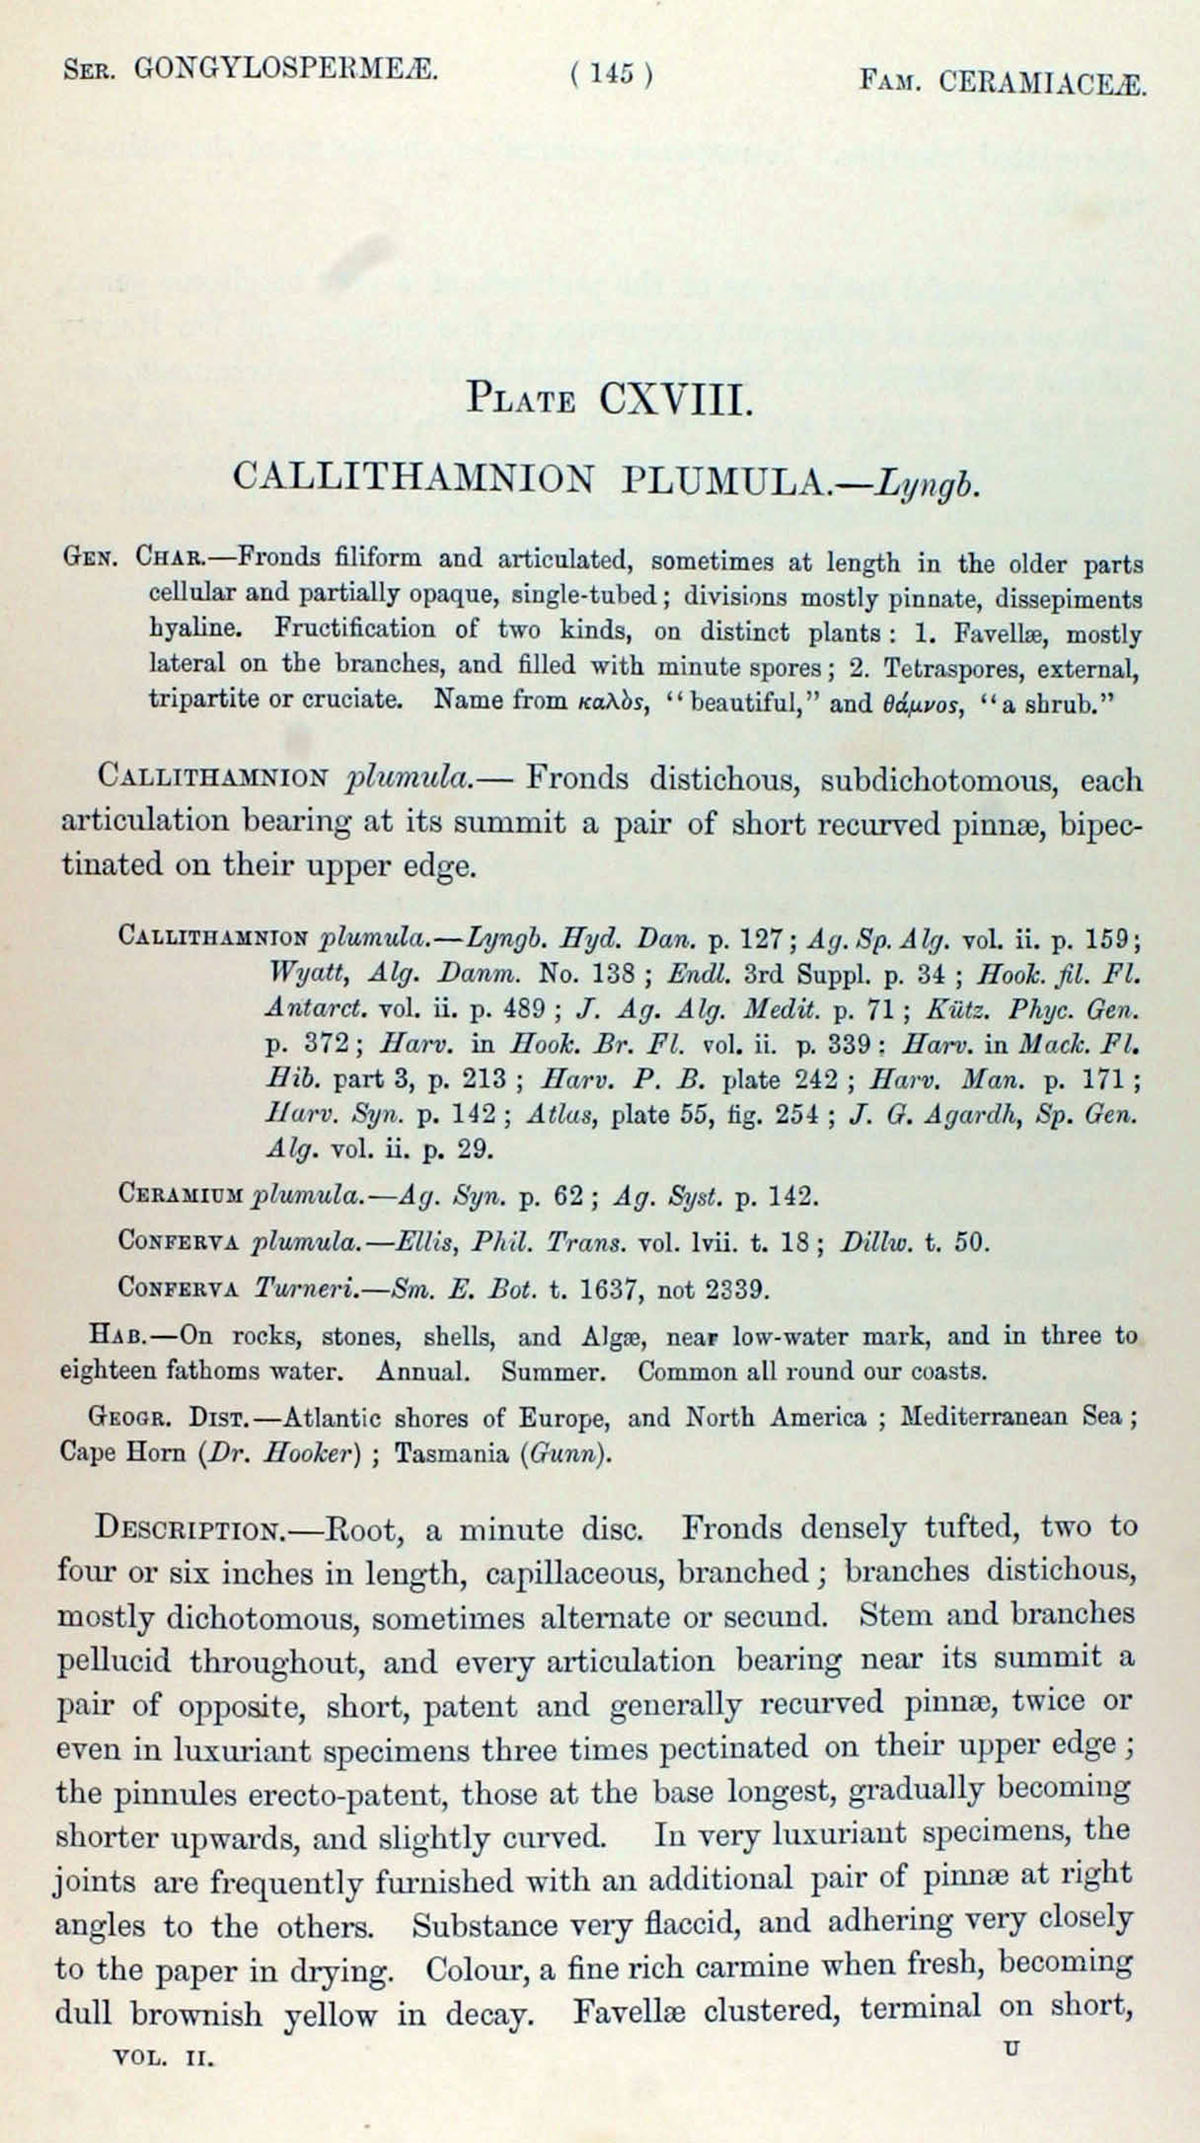 Ser. GONGYLOSPERMEÆ. ( 145 ) Fam. CERAMIACEÆ.
Plate CXVIII.
CALLITHAMNION PLUMULA.—Lyngb.
Gen. Char.—Fronds filiform and articulated, sometimes at length in the older parts
cellular and partially opaque, single-tubed; divisions mostly pinnate, dissepiments
hyaline. Fructification of two kinds, on distinct plants: 1. Favellæ, mostly
lateral on the branches, and filled with minute spores; 2. Tetraspores, external,
tripartite or cruciate. Name from καλὸς, "beautiful," and θάμνος, "a shrub."
Callithamnion plumula.— Fronds distichous, subdichotomous, each
articulation bearing at its summit a pair of short recurved pinnæ, bipec-
tinated on their upper edge.
Callithamnion plumula.—Lyngb. Hyd. Dan. p. 127; Ag. Sp. Alg. vol. ii. p. 159;
Wyatt, Alg. Danm. No. 138; Endl. 3rd Suppl. p. 34; Hook. fil. Fl.
Antarct. vol. ii. p. 489; J. Ag. Alg. Medit. p. 71; Kütz. Phyc. Gen.
p. 372; Harv. in Hook. Br. Fl. vol. ii. p. 339: Harv. in Mack. Fl.
Hib. part 3, p. 213; Harv. P. B. plate 242; Harv. Man. p. 171;
Harv. Syn. p. 142; Atlas, plate 55, fig. 254; J. G. Agardh, Sp. Gen.
Alg. vol. ii. p. 29.
Ceramium plumula.—Ag. Syn. p. 62; Ag. Syst. p. 142.
Conferva plumula.—Ellis, Phil. Trans. vol. lvii. t. 18; Dillw. t. 50.
Conferva Turneri.—Sm. E. Bot. t. 1637, not 2339.
Hab.—On rocks, stones, shells, and Algæ, near low-water mark, and in three to
eighteen fathoms water. Annual. Summer. Common all round our coasts.
Geogr. Dist.—Atlantic shores of Europe, and North America; Mediterranean Sea;
Cape Horn (Dr. Hooker); Tasmania (Gunn).
Description.—Root, a minute disc. Fronds densely tufted, two to
four or six inches in length, capillaceous, branched; branches distichous,
mostly dichotomous, sometimes alternate or secund. Stem and branches
pellucid throughout, and every articulation bearing near its summit a
pair of opposite, short, patent and generally recurved pinnæ, twice or
even in luxuriant specimens three times pectinated on their upper edge;
the pinnules erecto-patent, those at the base longest, gradually becoming
shorter upwards, and slightly curved. In very luxuriant specimens, the
joints are frequently furnished with an additional pair of pinnæ at right
angles to the others. Substance very flaccid, and adhering very closely
to the paper in drying. Colour, a fine rich carmine when fresh, becoming
dull brownish yellow in decay. Favellæ clustered, terminal on short,
VOL. II. U